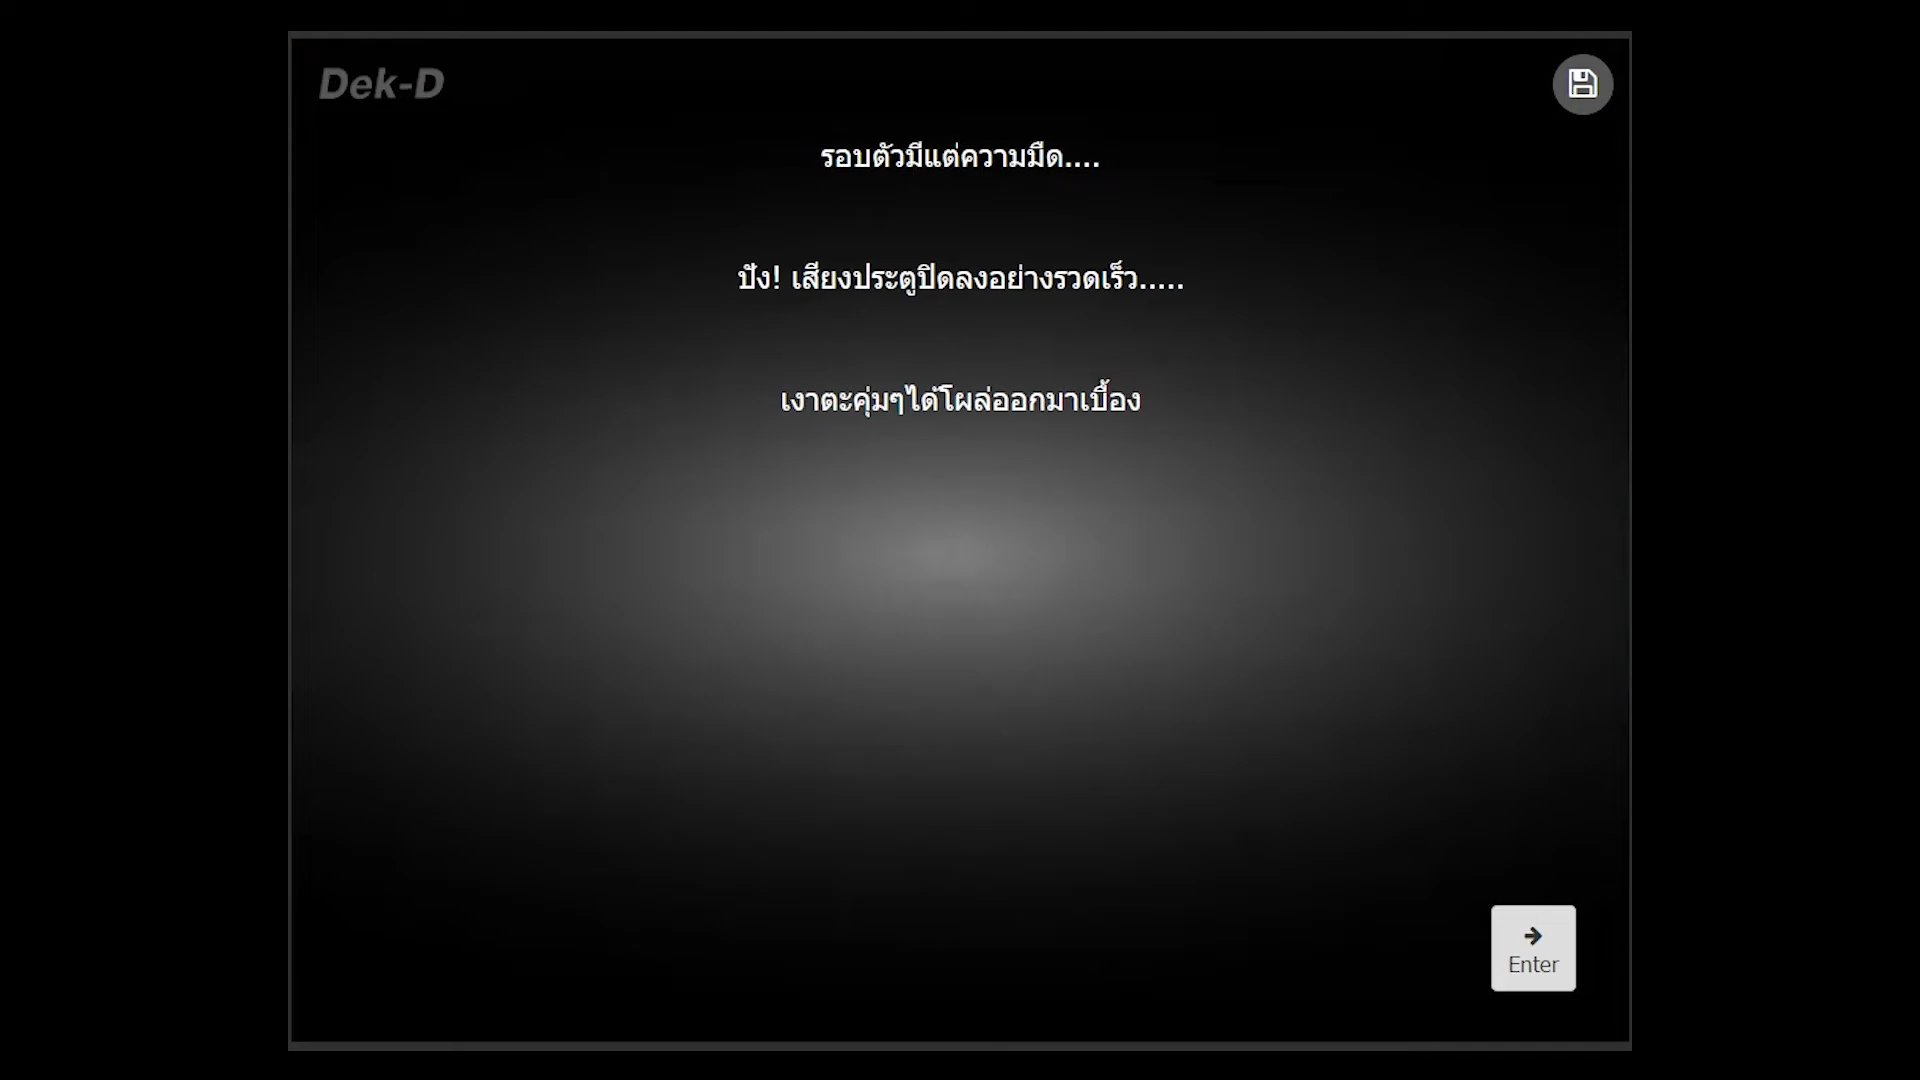 Dek-D
รอบตัวมีแต่ความมืด....
ปัง! เสียงประตูปิดลงอย่างรวดเร็ว.....
เงาตะคุ่มๆได้โผล่ออกมาเบื้อง
Enter